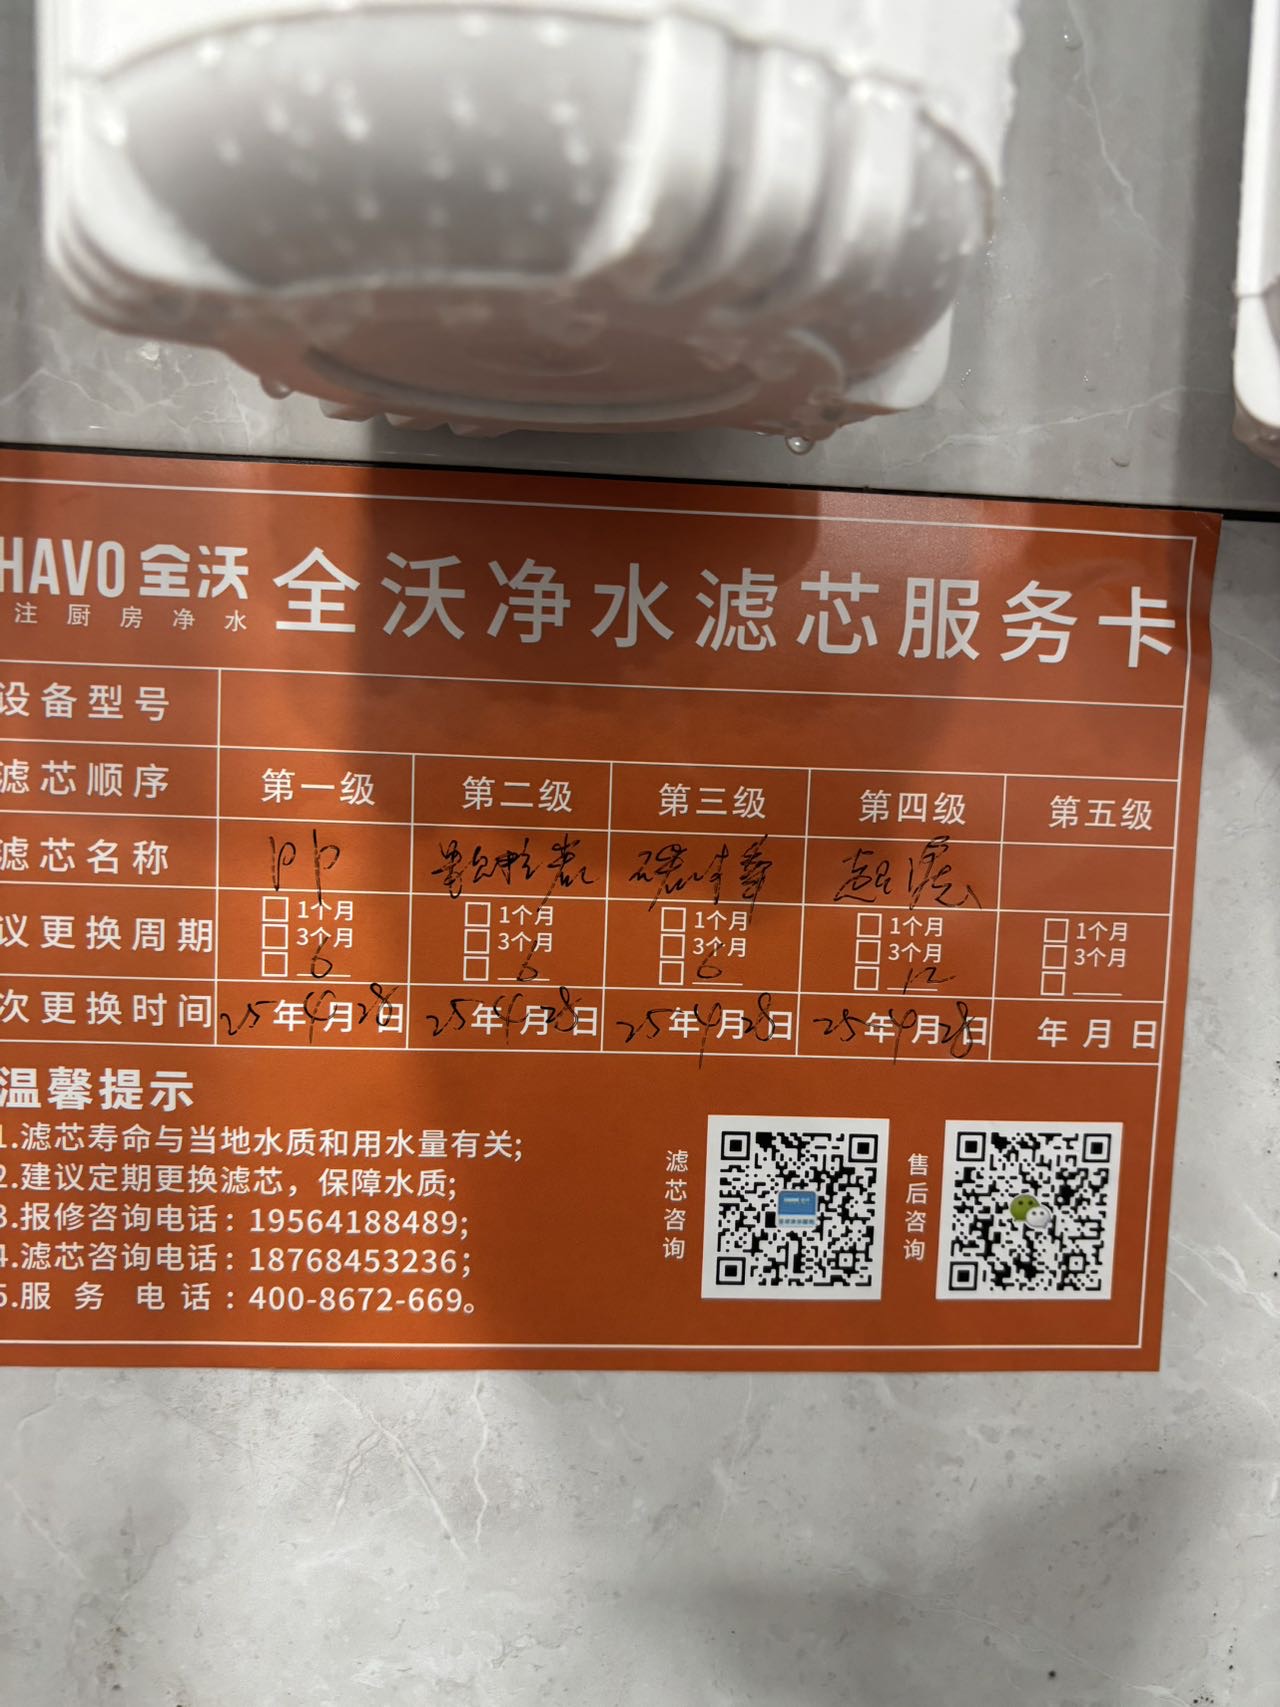 HAVO 全沃 全沃净水滤芯服务卡
注厨房净水
设备型号
滤芯顺序 第一级 第二级 第三级 第四级 第五级
滤芯名称 PP 颗粒炭 超滤
议更换周期 □1个月 □1个月 □1个月 □1个月 □1个月
□3个月 □3个月 □3个月 □3个月 □3个月
□ 6 □ 6 □ 6 □ 12 □
次更换时间 25年4月28日 25年4月28日 25年4月28日 25年4月28日 年月日
温馨提示
1.滤芯寿命与当地水质和用水量有关;
2.建议定期更换滤芯，保障水质;
3.报修咨询电话: 19564188489;
4.滤芯咨询电话: 18768453236;
5.服务电话: 400-8672-669。
滤芯咨询
售后咨询